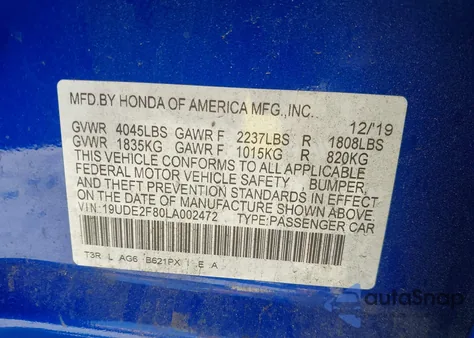 MFD.BY HONDA OF AMERICA MFG.,INC. 12/'19
GVWR 4045LBS GAWR F 2237LBS R 1808LBS
GVWR 1835KG GAWR F 1015KG R 820KG
THIS VEHICLE CONFORMS TO ALL APPLICABLE
FEDERAL MOTOR VEHICLE SAFETY BUMPER,
AND THEFT PREVENTION STANDARDS IN EFFECT
ON THE DATE OF MANUFACTURE SHOWN ABOVE.
VIN: 19UDE2F80LA002472 TYPE:PASSENGER CAR
T3R L AG6 B621PX I E A
autoSnap